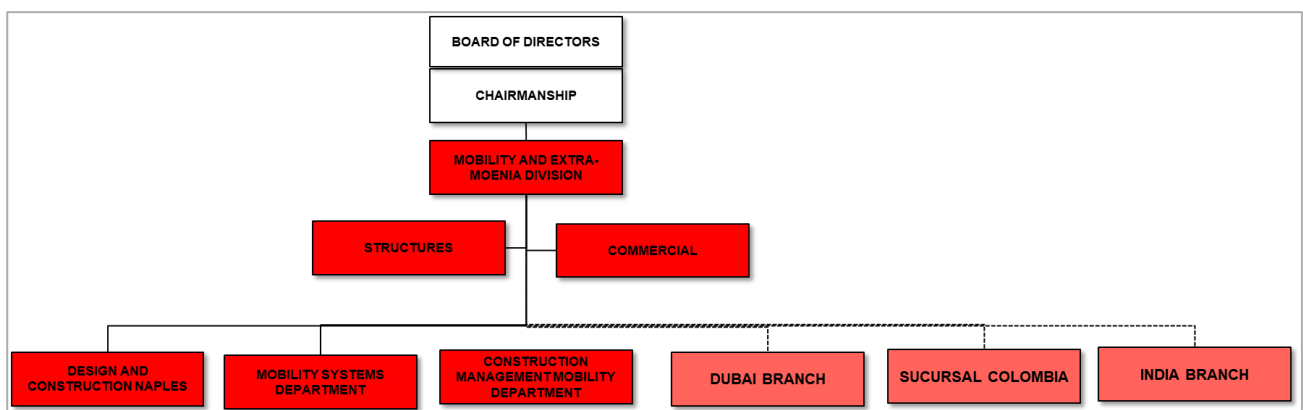 BOARD OF DIRECTORS
CHAIRMANSHIP
MOBILITY AND EXTRA-
MOENIA DIVISION
STRUCTURES
COMMERCIAL
DESIGN AND
CONSTRUCTION NAPLES
MOBILITY SYSTEMS
DEPARTMENT
CONSTRUCTION
MANAGEMENT MOBILITY
DEPARTMENT
DUBAI BRANCH
SUCURSAL COLOMBIA
INDIA BRANCH